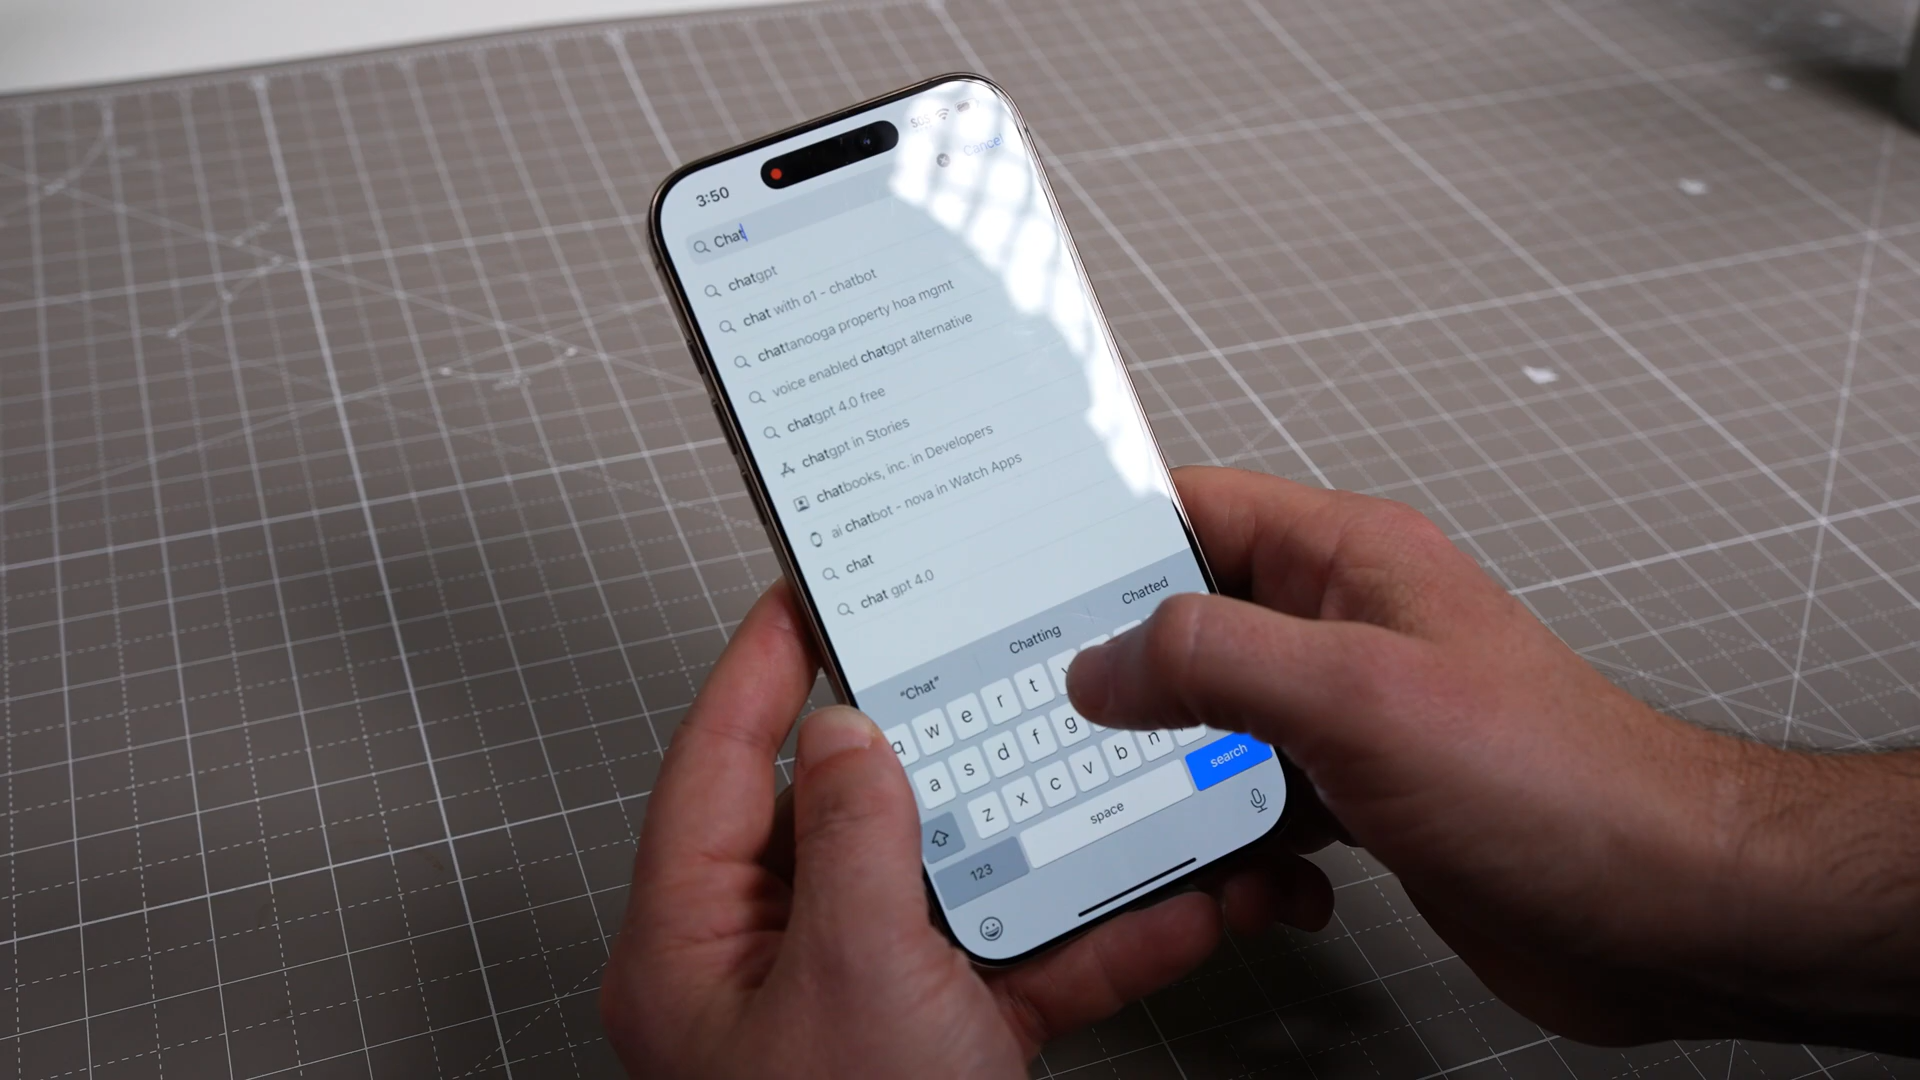 3:50
SOS
Chat
Cancel
chatgpt
chat with o1 - chatbot
chattanooga property hoa mgmt
voice enabled chatgpt alternative
chatgpt 4.0 free
chatgpt in Stories
chatbooks, inc. in Developers
ai chatbot - nova in Watch Apps
chat
chat gpt 4.0
“Chat”
Chatting
Chatted
q w e r t y
a s d f g
z x c v b n
123
space
search